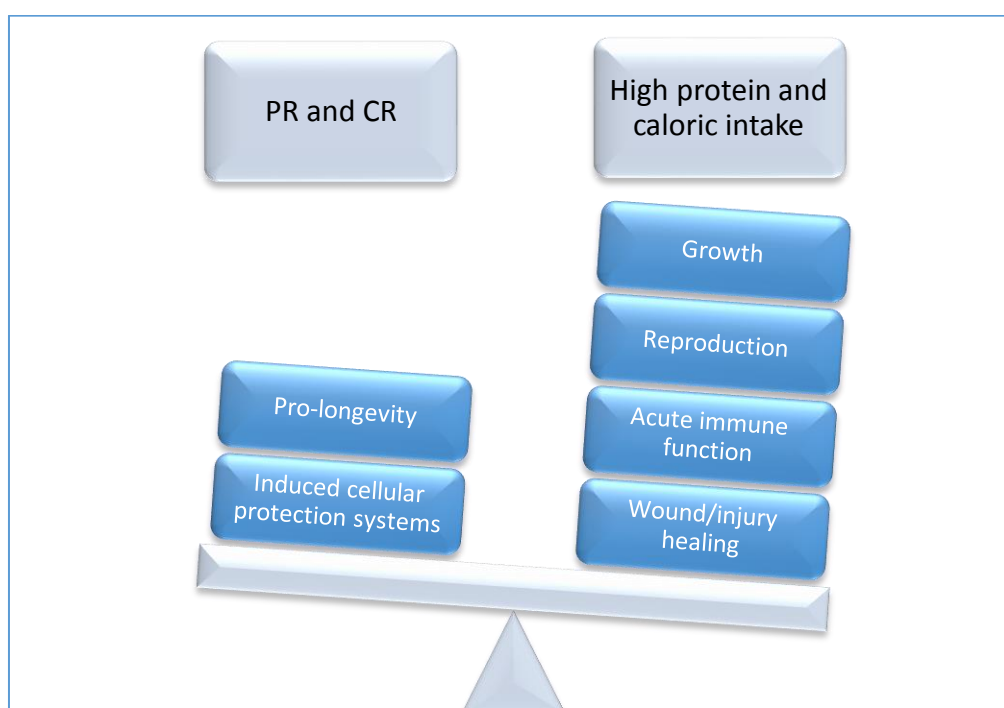 PR and CR
High protein and
caloric intake
Growth
Reproduction
Pro-longevity
Acute immune
function
Induced cellular
protection systems
Wound/injury
healing